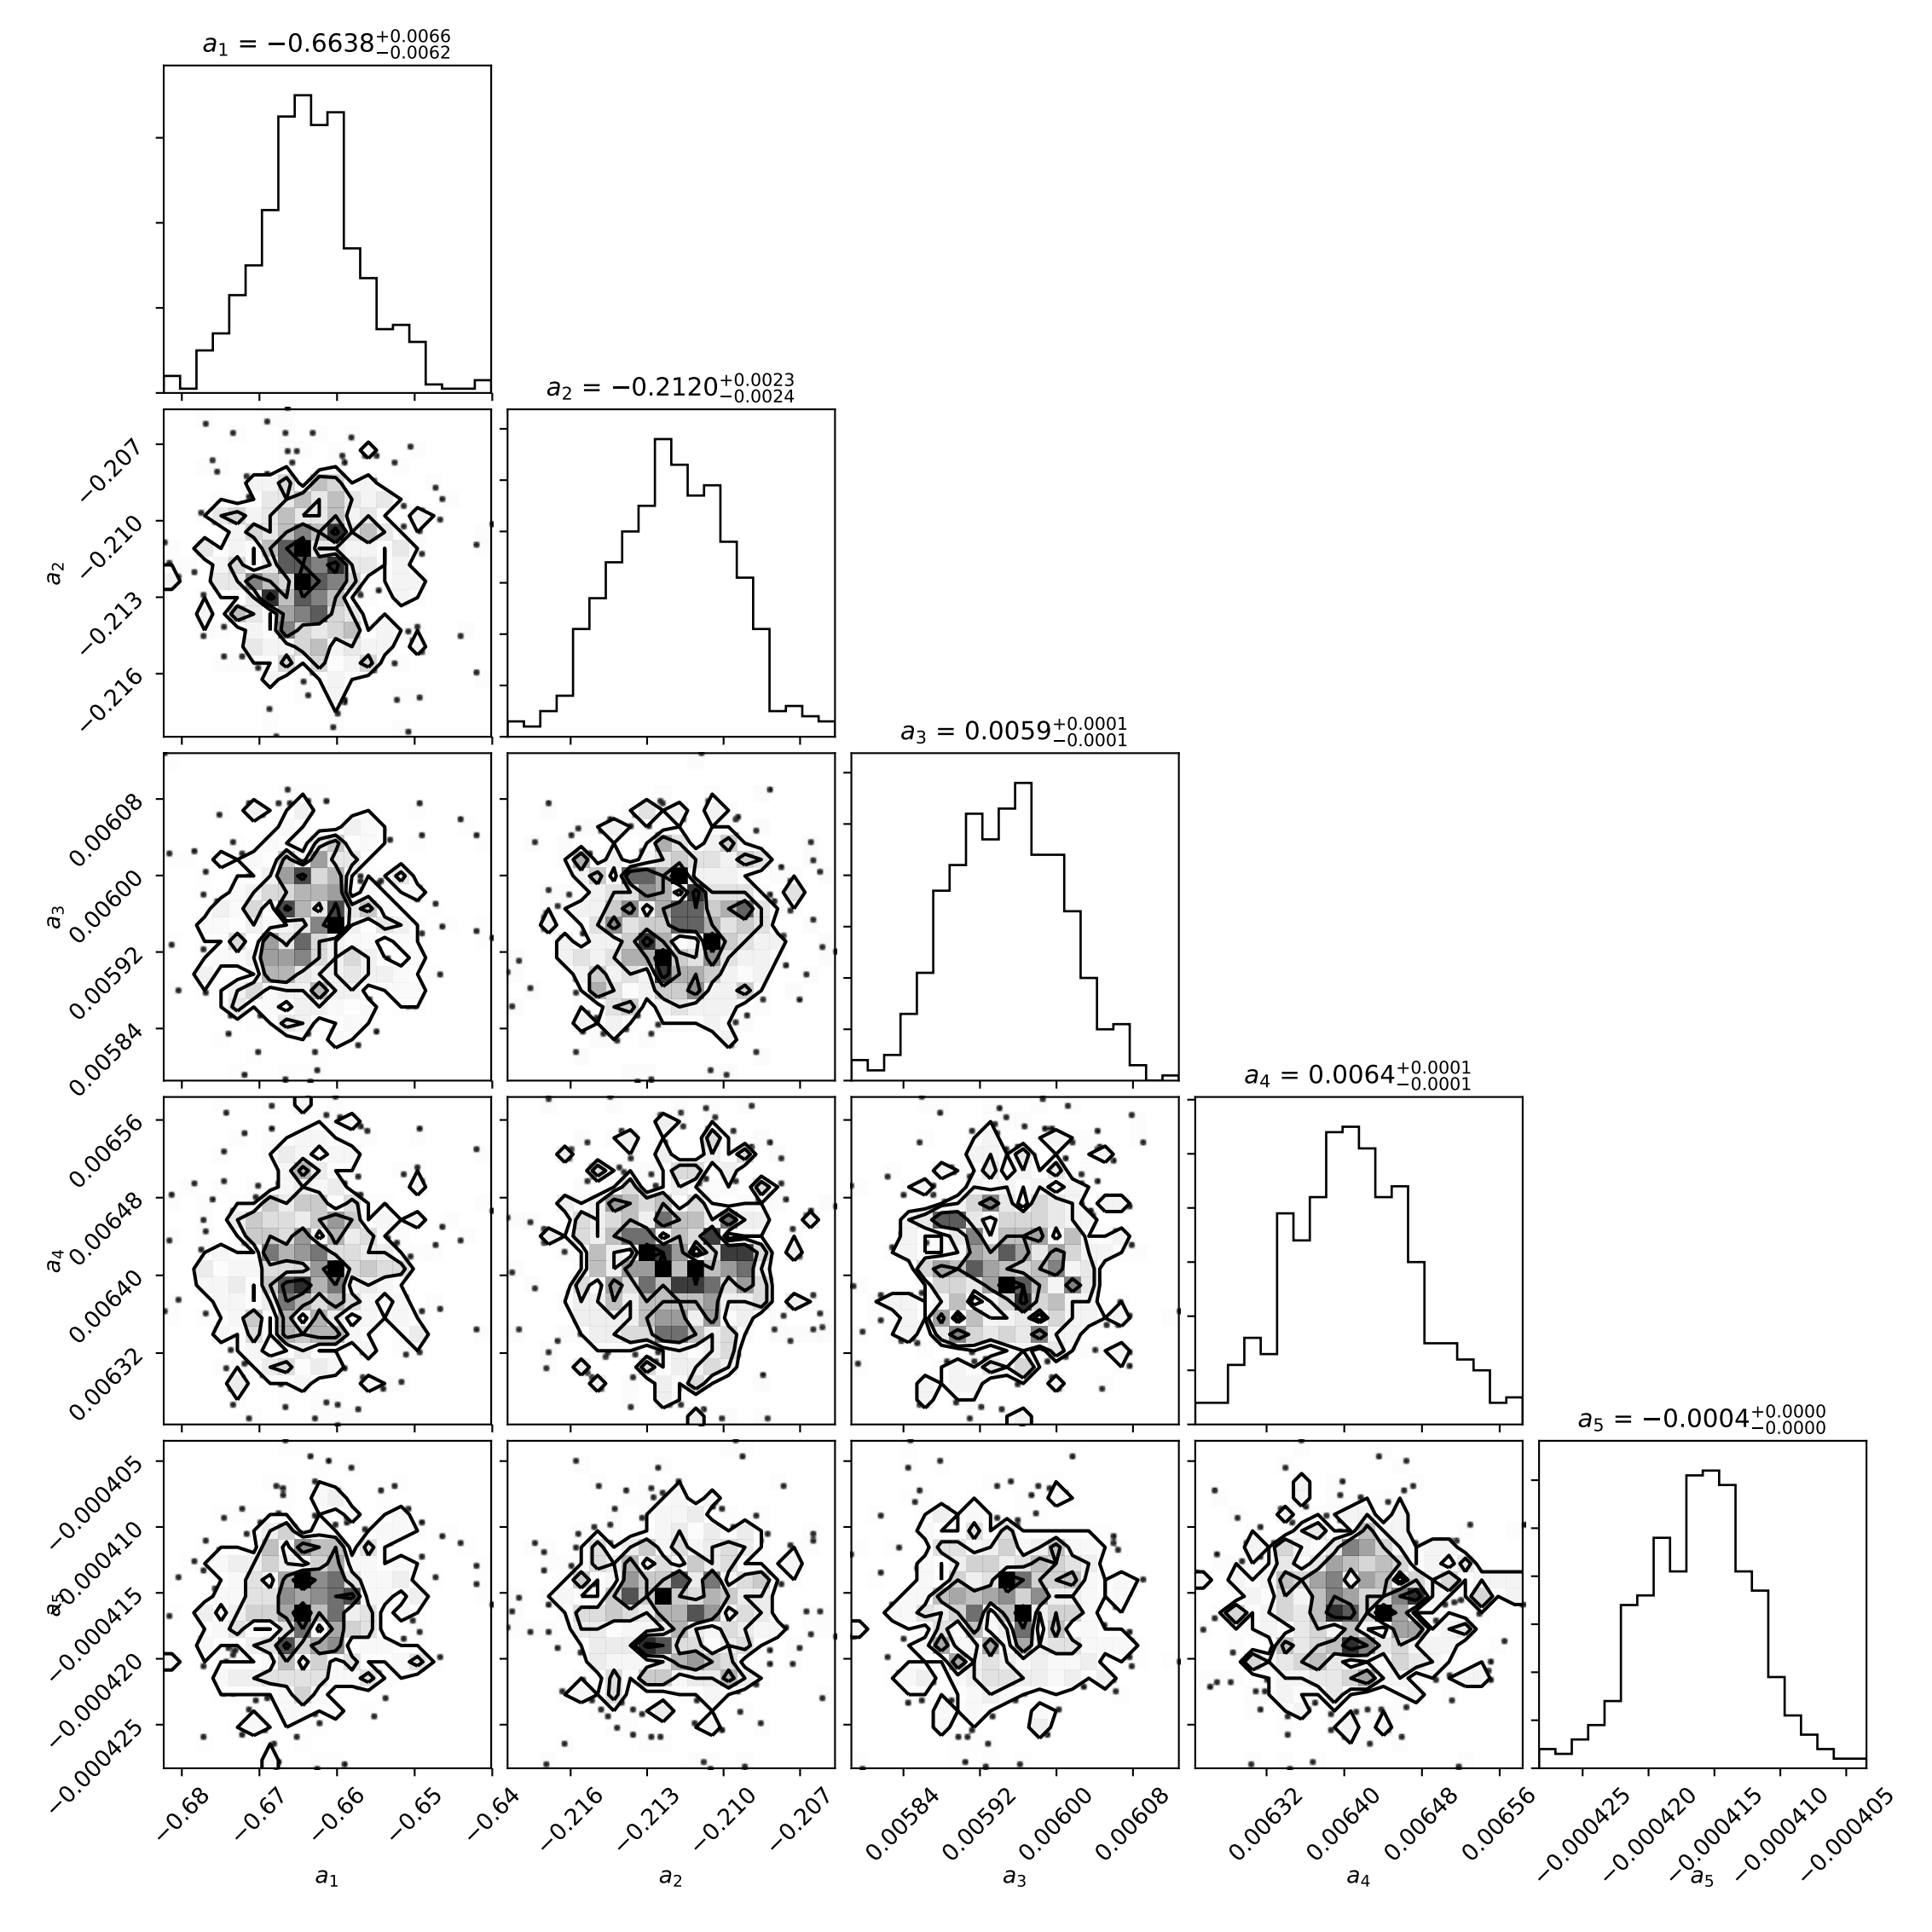 a₁ = −0.6638 +0.0066 −0.0062
a₂ = −0.2120 +0.0023 −0.0024
−0.207
−0.210
−0.213
−0.216
a₂
a₃ = 0.0059 +0.0001 −0.0001
0.00608
0.00600
0.00592
0.00584
a₃
a₄ = 0.0064 +0.0001 −0.0001
0.00656
0.00648
0.00640
0.00632
a₄
a₅ = −0.0004 +0.0000 −0.0000
−0.000405
−0.000410
−0.000415
−0.000420
−0.000425
a₅
−0.68
−0.67
−0.66
−0.65
−0.64
a₁
−0.216
−0.213
−0.210
−0.207
a₂
0.00584
0.00592
0.00600
0.00608
a₃
0.00632
0.00640
0.00648
0.00656
a₄
−0.000425
−0.000420
−0.000415
−0.000410
−0.000405
a₅